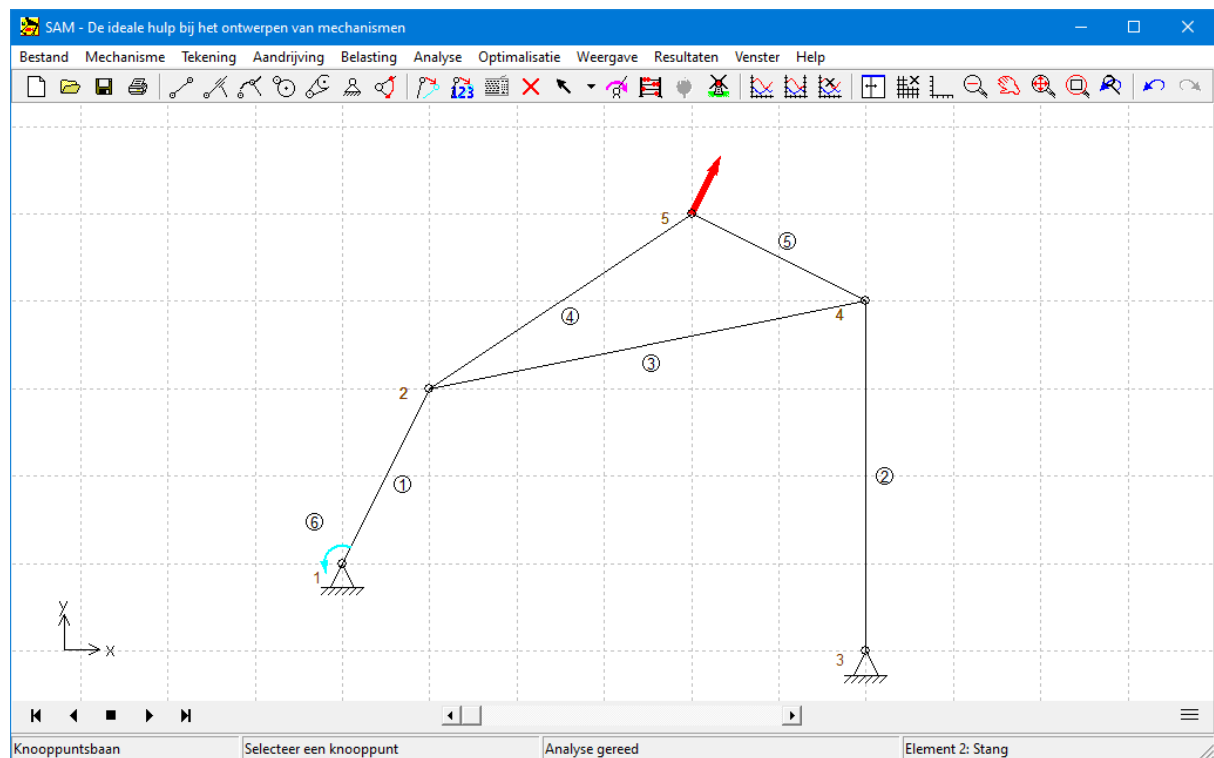 SAM - De ideale hulp bij het ontwerpen van mechanismen
Bestand Mechanisme Tekening Aandrijving Belasting Analyse Optimalisatie Weergave Resultaten Venster Help
123
5
⑤
4
④
③
2
②
①
⑥
1
y
x
3
Knooppuntsbaan Selecteer een knooppunt Analyse gereed Element 2: Stang